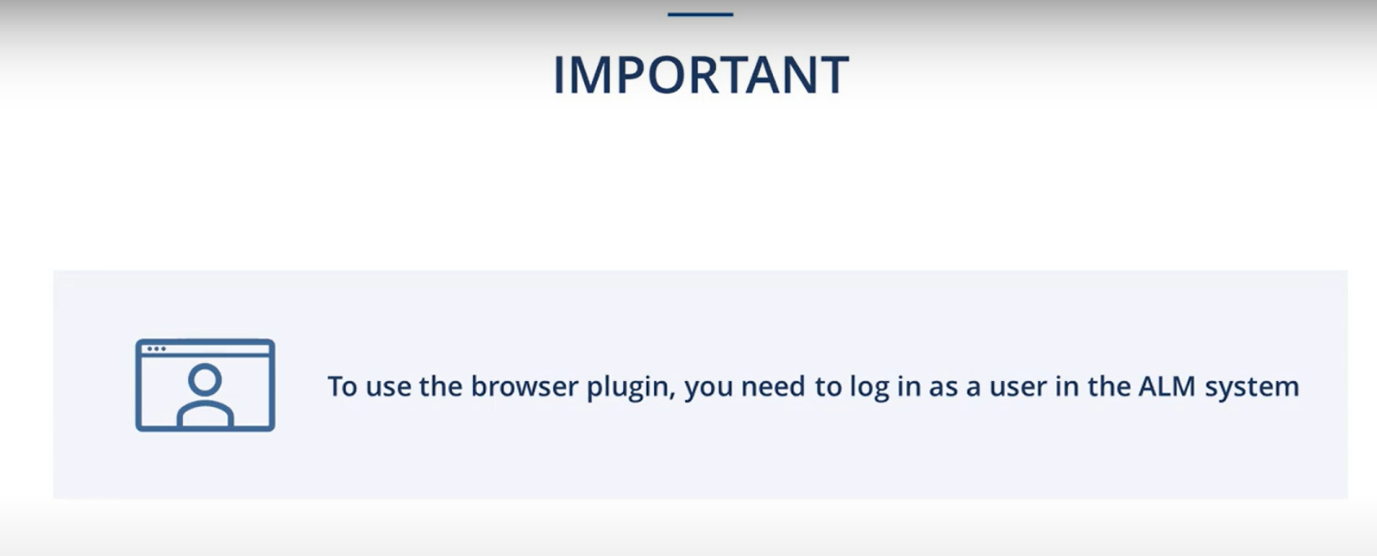 IMPORTANT
To use the browser plugin, you need to log in as a user in the ALM system